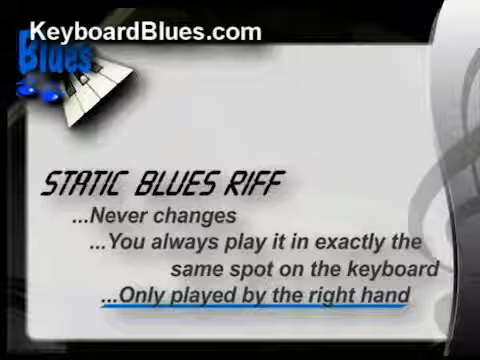 KeyboardBlues.com
Blues
STATIC BLUES RIFF
...Never changes
...You always play it in exactly the
same spot on the keyboard
...Only played by the right hand